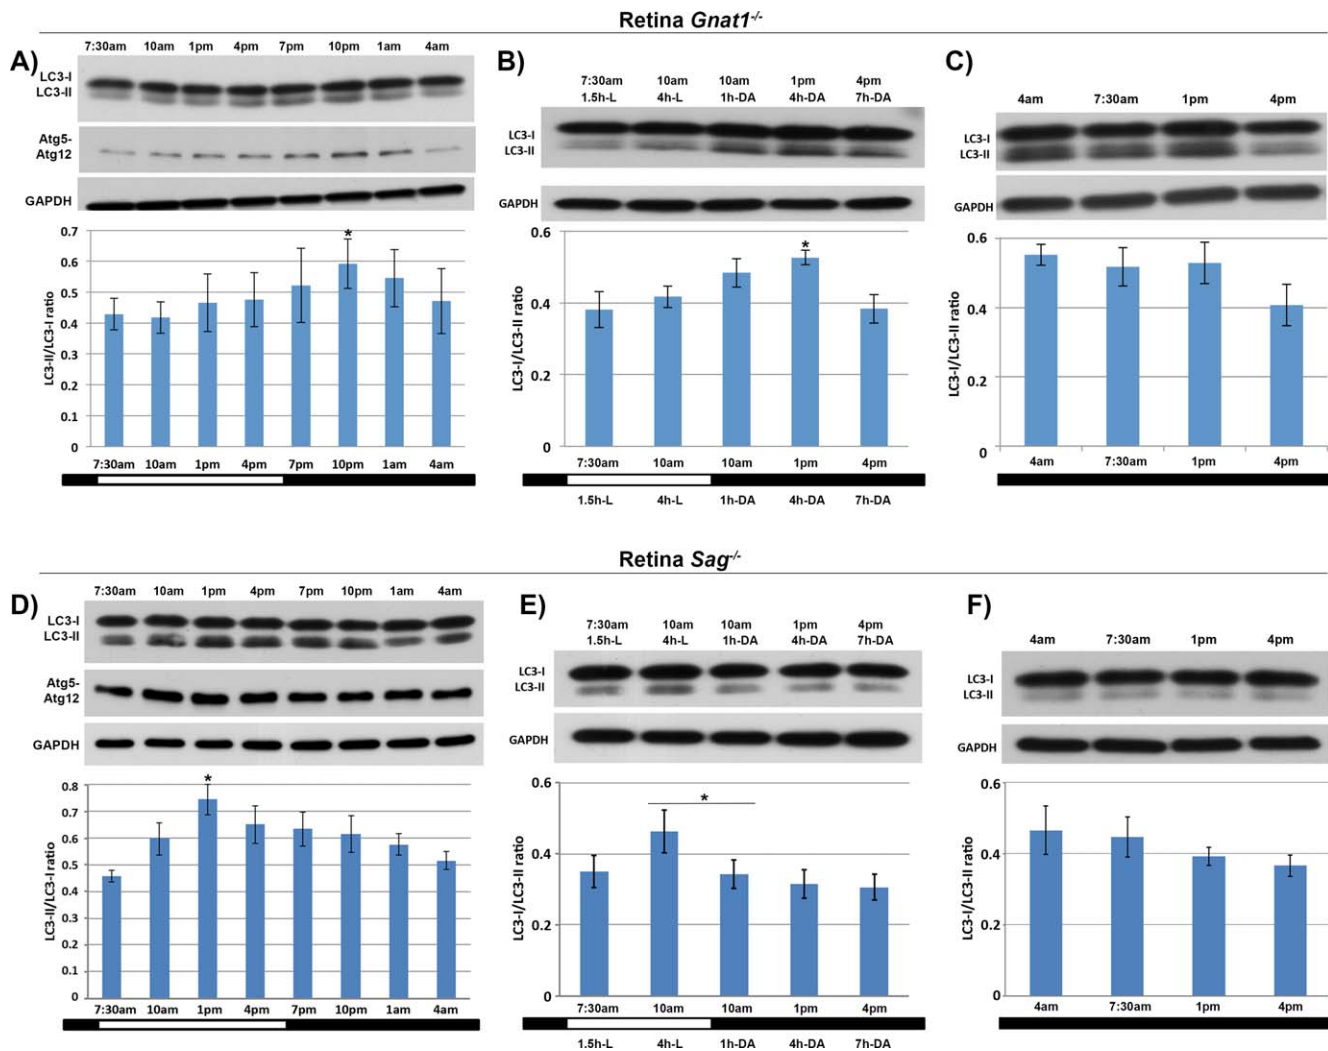 Retina Gnat1-/-
A)
7:30am 10am 1pm 4pm 7pm 10pm 1am 4am
LC3-I
LC3-II
Atg5-
Atg12
GAPDH
LC3-II/LC3-I ratio
0.7
0.6
0.5
0.4
0.3
0.2
0.1
0
*
7:30am 10am 1pm 4pm 7pm 10pm 1am 4am
B)
7:30am 10am 10am 1pm 4pm
1.5h-L 4h-L 1h-DA 4h-DA 7h-DA
LC3-I
LC3-II
GAPDH
LC3-I/LC3-II ratio
0.6
0.4
0.2
0
*
7:30am 10am 10am 1pm 4pm
1.5h-L 4h-L 1h-DA 4h-DA 7h-DA
C)
4am 7:30am 1pm 4pm
LC3-I
LC3-II
GAPDH
LC3-I/LC3-II ratio
0.6
0.4
0.2
0
4am 7:30am 1pm 4pm
Retina Sag-/-
D)
7:30am 10am 1pm 4pm 7pm 10pm 1am 4am
LC3-I
LC3-II
Atg5-
Atg12
GAPDH
LC3-II/LC3-I ratio
0.8
0.7
0.6
0.5
0.4
0.3
0.2
0.1
0
*
7:30am 10am 1pm 4pm 7pm 10pm 1am 4am
E)
7:30am 10am 10am 1pm 4pm
1.5h-L 4h-L 1h-DA 4h-DA 7h-DA
LC3-I
LC3-II
GAPDH
LC3-I/LC3-II ratio
0.6
0.4
0.2
0
*
7:30am 10am 10am 1pm 4pm
1.5h-L 4h-L 1h-DA 4h-DA 7h-DA
F)
4am 7:30am 1pm 4pm
LC3-I
LC3-II
GAPDH
LC3-I/LC3-II ratio
0.6
0.4
0.2
0
4am 7:30am 1pm 4pm